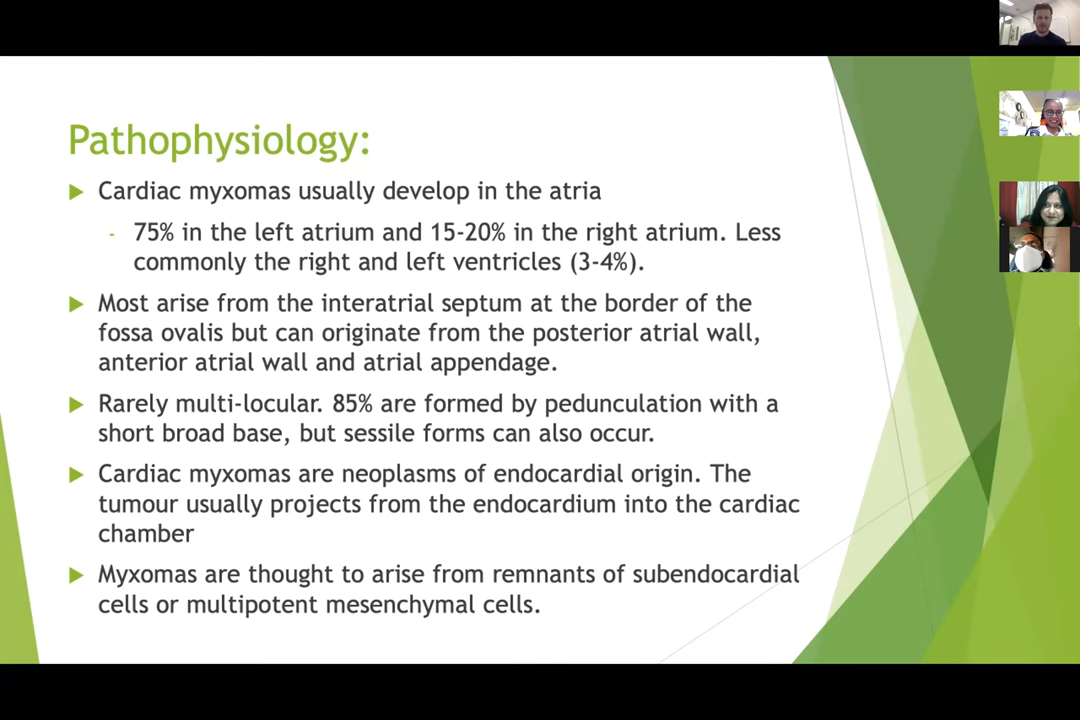 Pathophysiology:
Cardiac myxomas usually develop in the atria
- 75% in the left atrium and 15-20% in the right atrium. Less
commonly the right and left ventricles (3-4%).
Most arise from the interatrial septum at the border of the
fossa ovalis but can originate from the posterior atrial wall,
anterior atrial wall and atrial appendage.
Rarely multi-locular. 85% are formed by pedunculation with a
short broad base, but sessile forms can also occur.
Cardiac myxomas are neoplasms of endocardial origin. The
tumour usually projects from the endocardium into the cardiac
chamber
Myxomas are thought to arise from remnants of subendocardial
cells or multipotent mesenchymal cells.